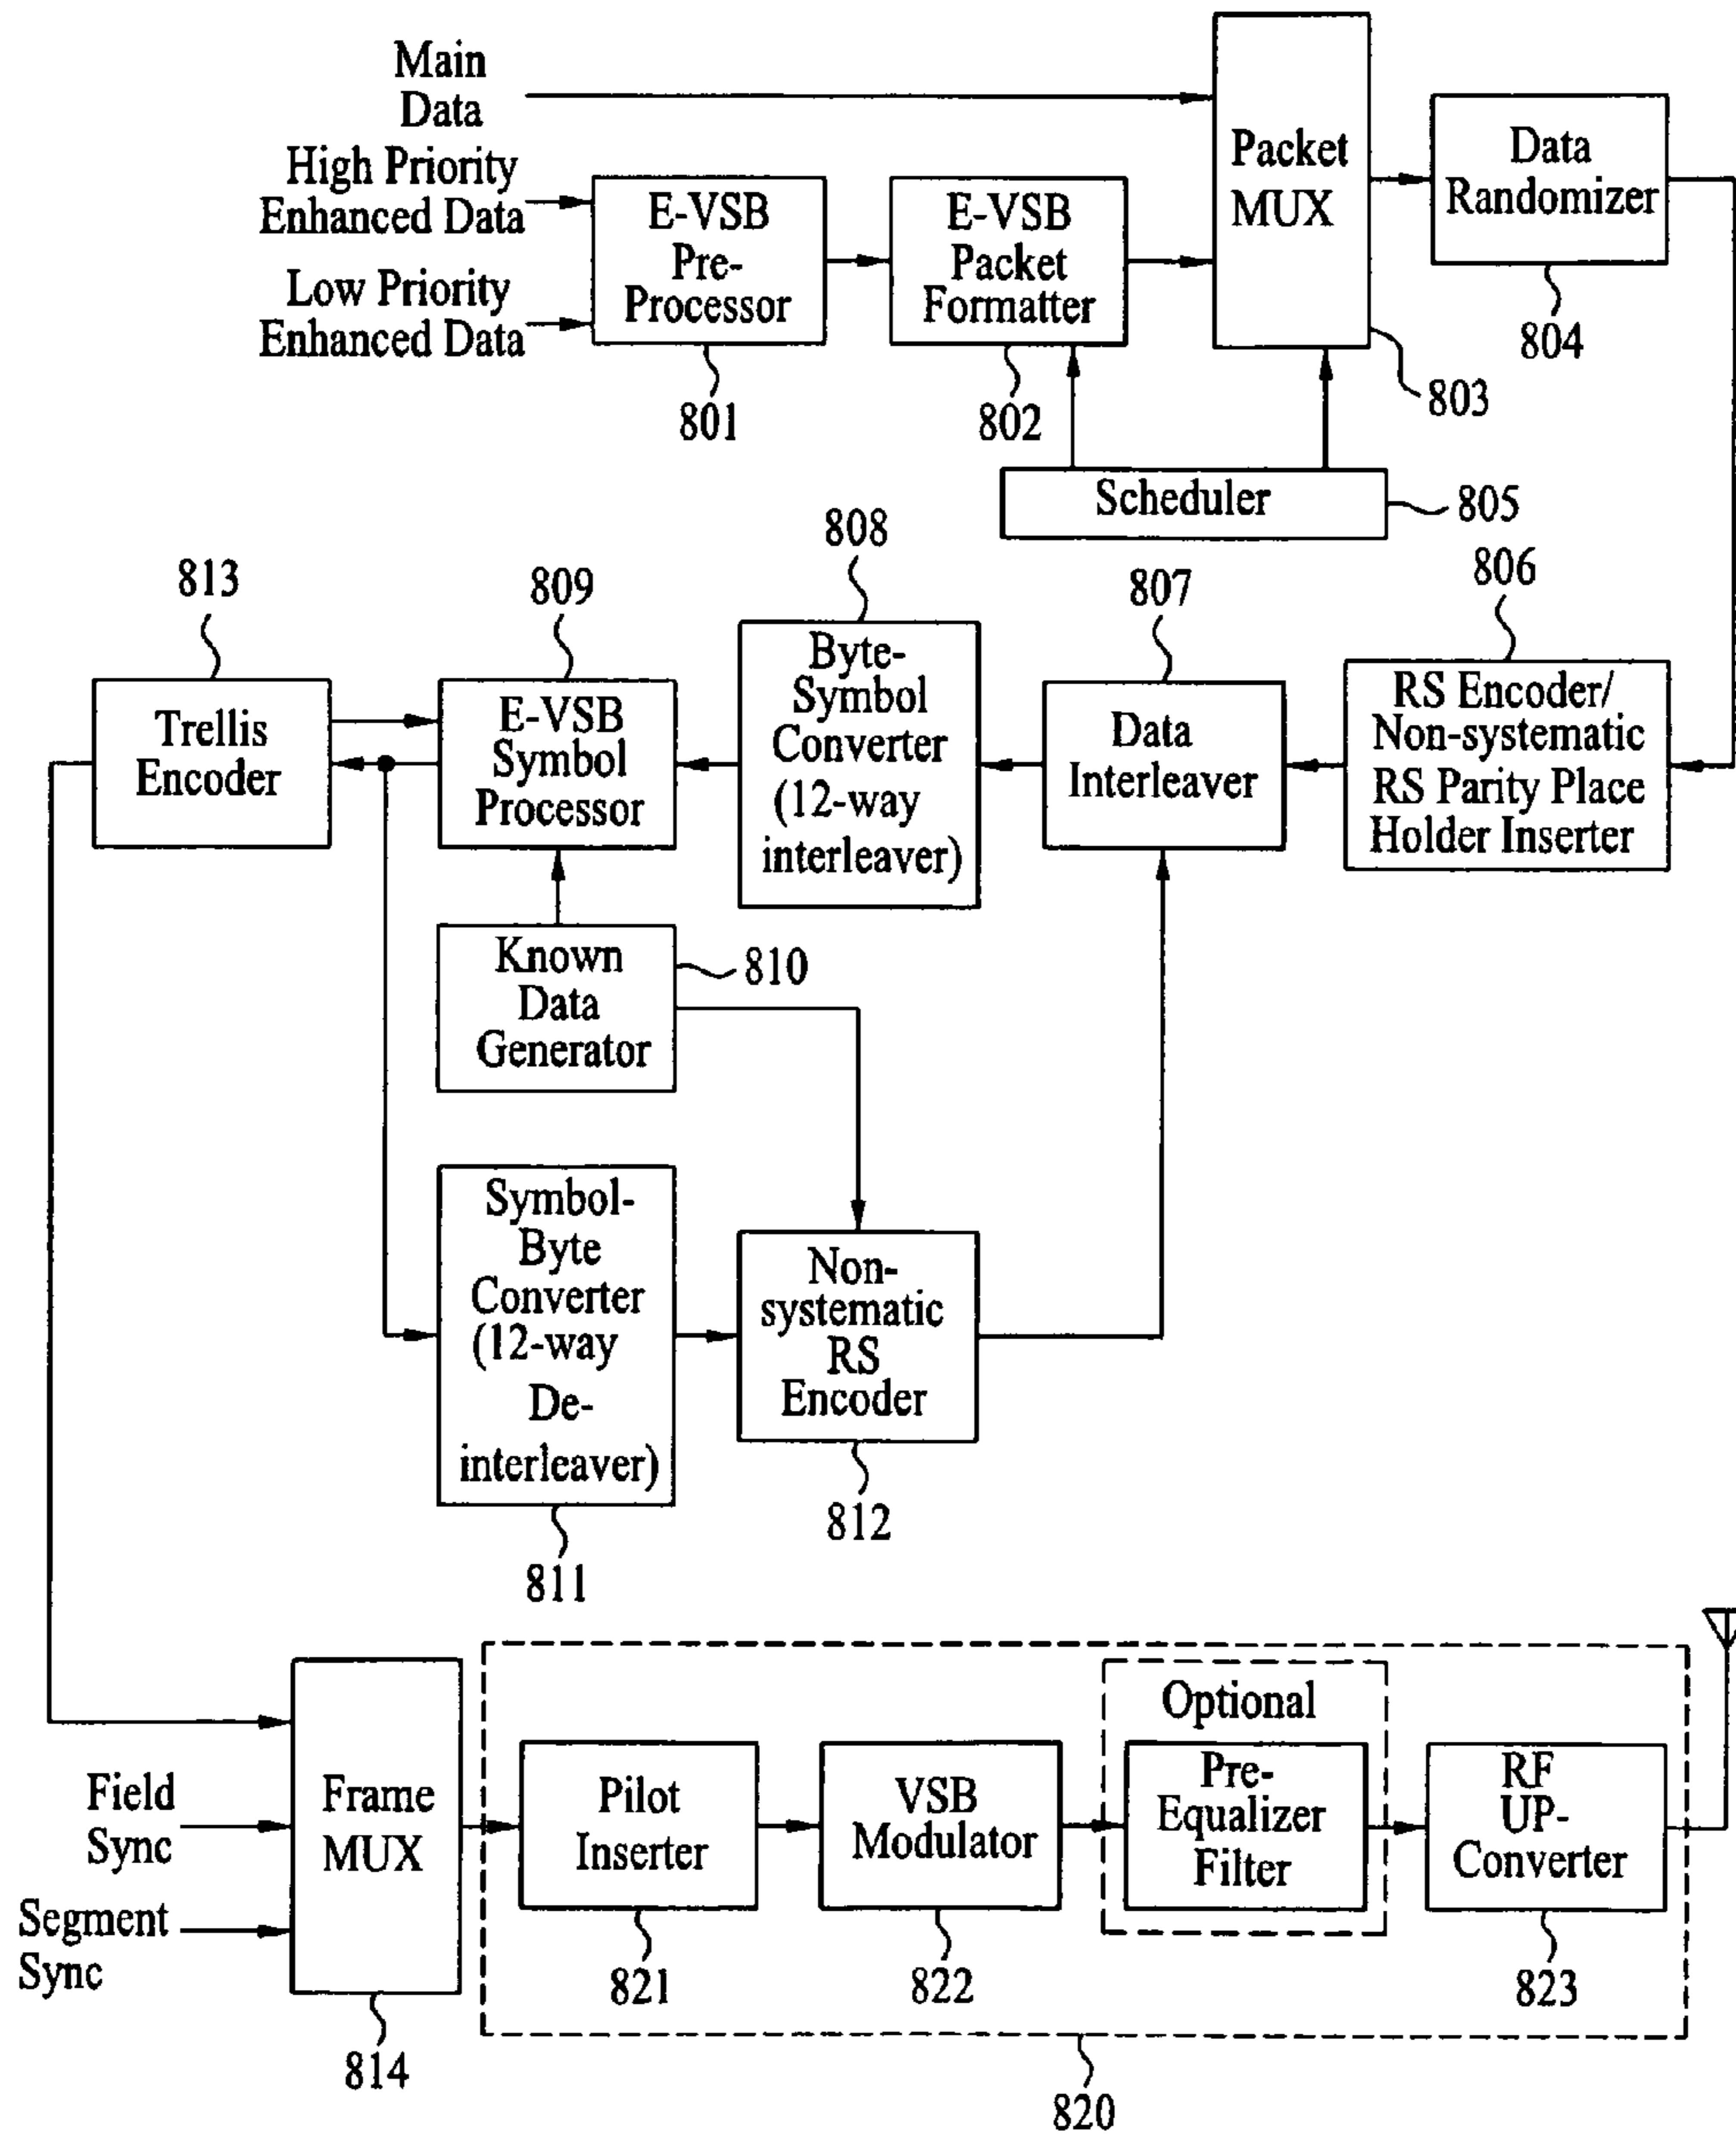 Main
Data
High Priority
Enhanced Data
Low Priority
Enhanced Data
E-VSB
Pre-
Processor
801
E-VSB
Packet
Formatter
802
Packet
MUX
803
Data
Randomizer
804
Scheduler
805
813
Trellis
Encoder
809
E-VSB
Symbol
Processor
808
Byte-
Symbol
Converter
(12-way
interleaver)
807
Data
Interleaver
806
RS Encoder/
Non-systematic
RS Parity Place
Holder Inserter
Known
Data
Generator
810
Symbol-
Byte
Converter
(12-way
De-
interleaver)
811
Non-
systematic
RS
Encoder
812
Field
Sync
Segment
Sync
Frame
MUX
814
Pilot
Inserter
821
VSB
Modulator
822
Optional
Pre-
Equalizer
Filter
RF
UP-
Converter
823
820